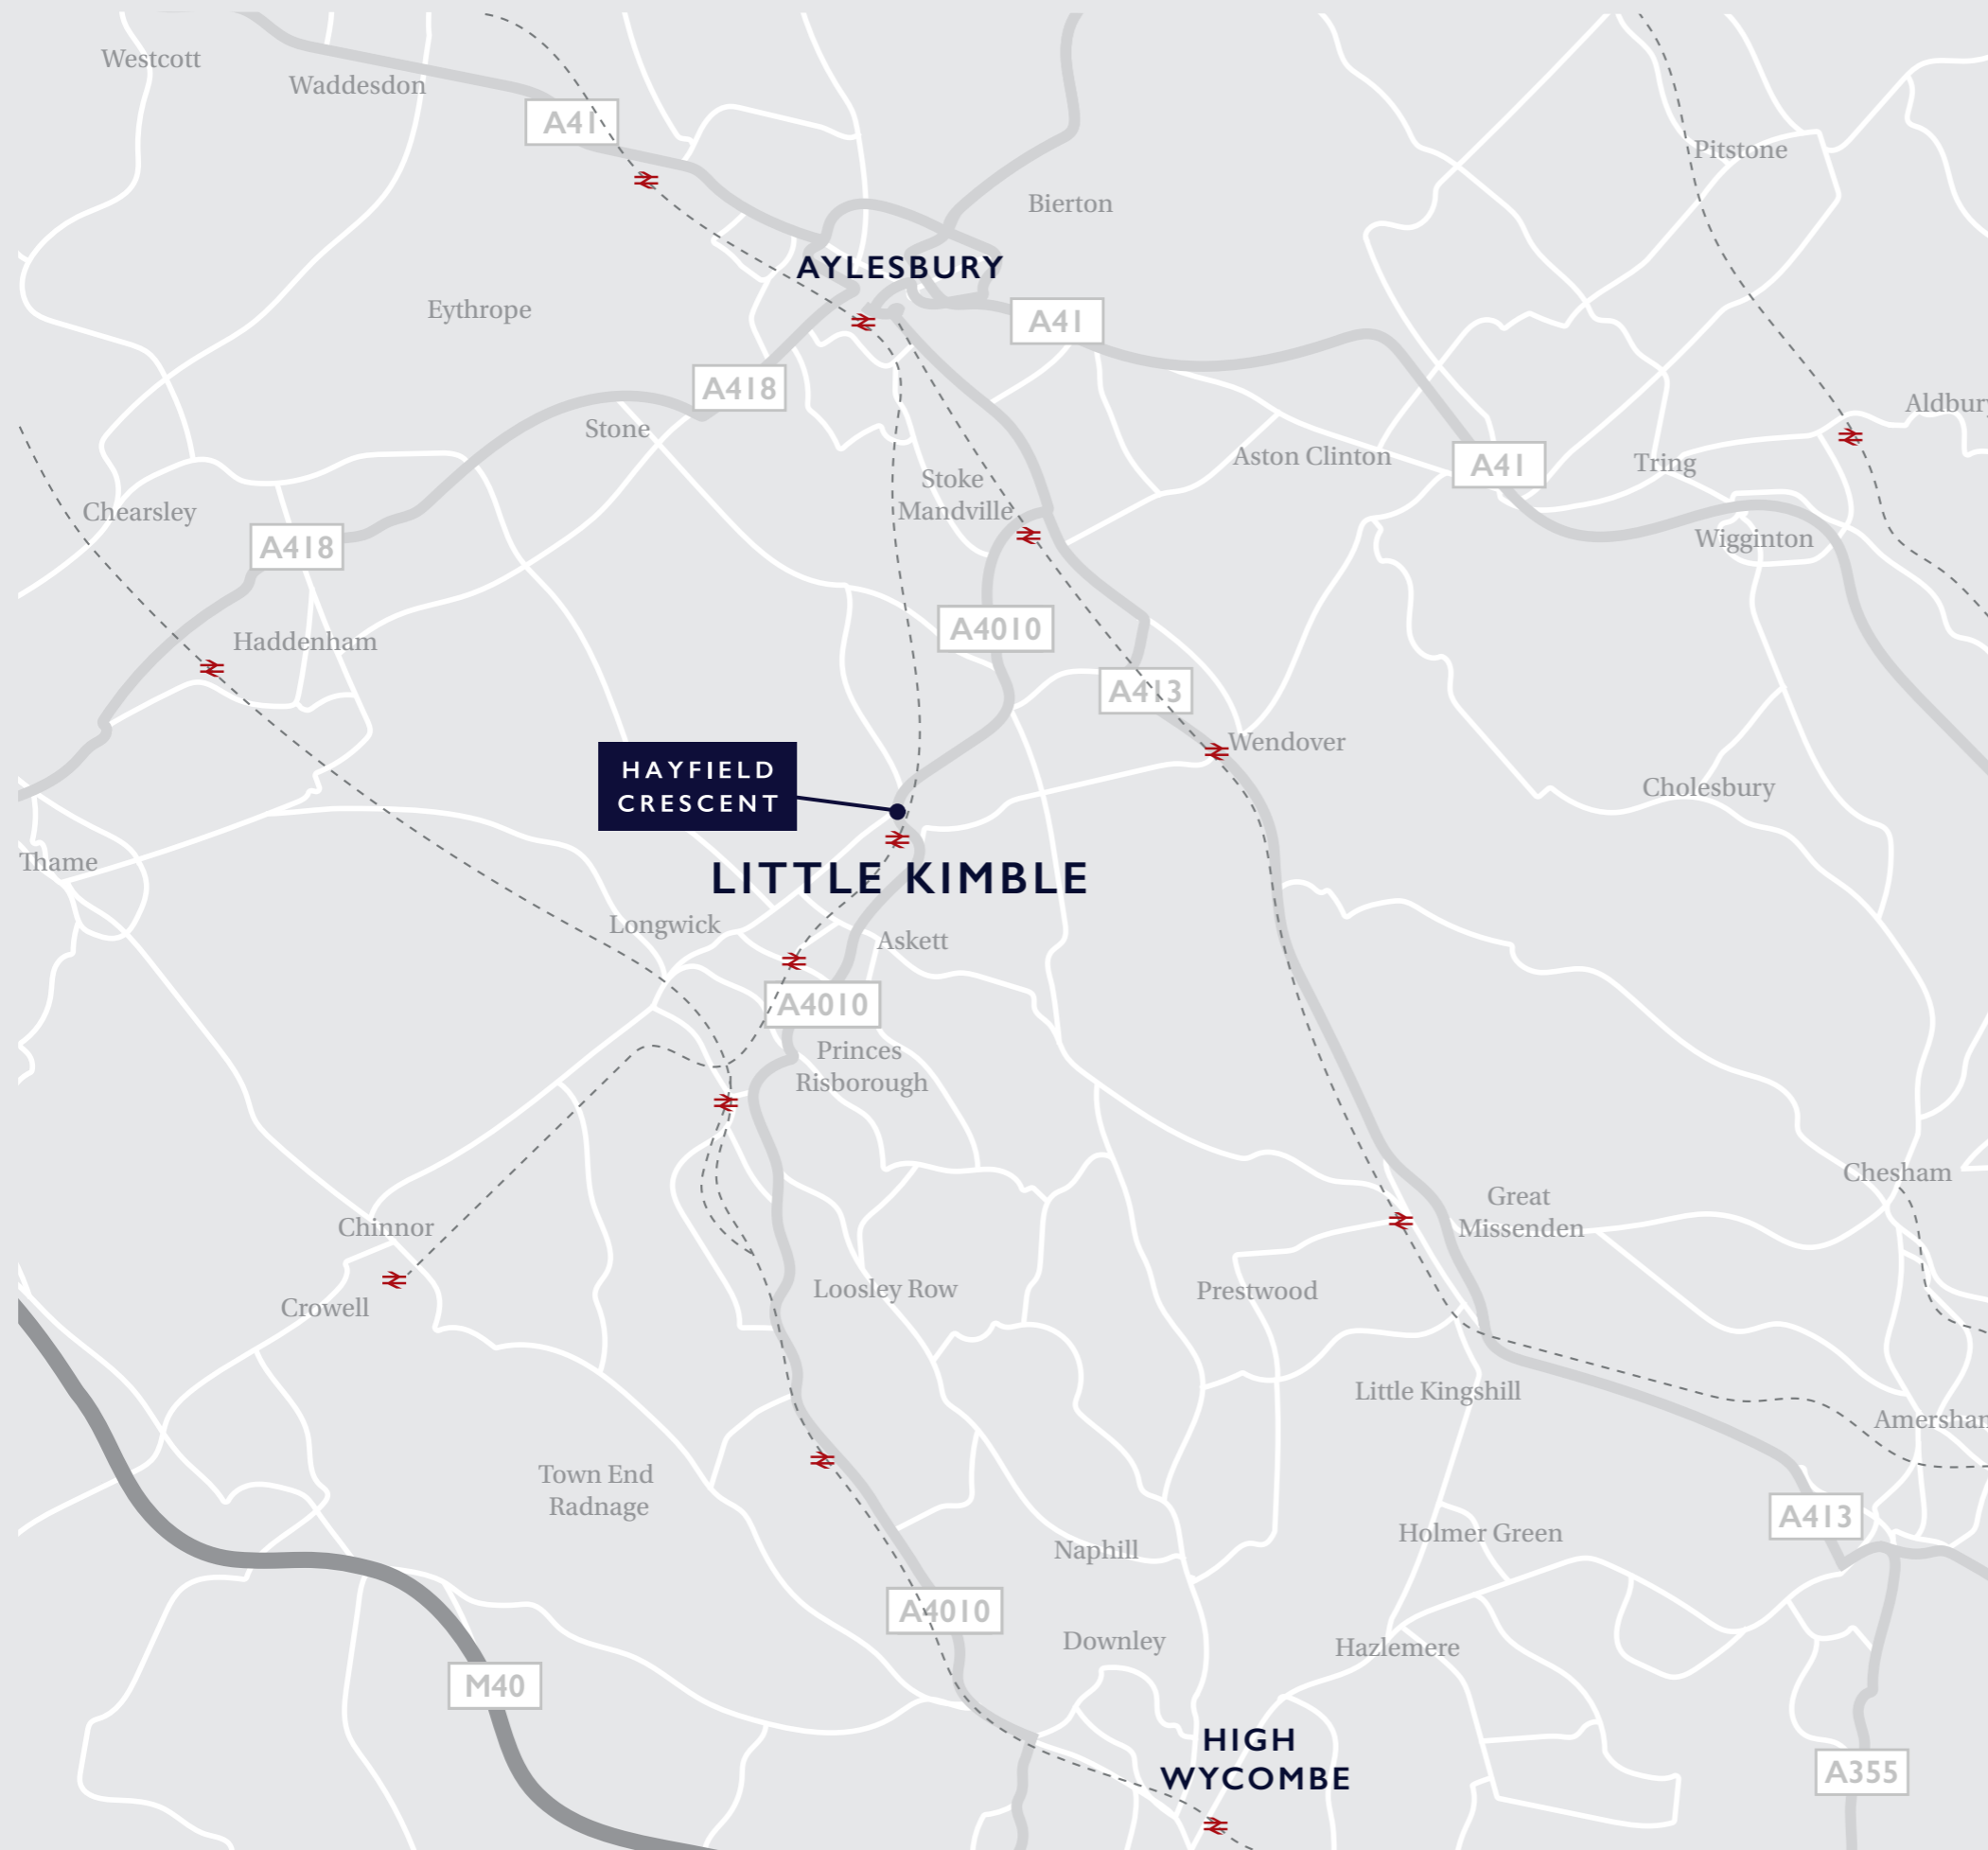 Westcott
Waddesdon
A41
Pitstone
Bierton
AYLESBURY
Eythrope
A41
A418
Aldbury
Stone
Aston Clinton
A41
Tring
Stoke
Mandville
Chearsley
A418
Wigginton
A4010
Haddenham
A413
Wendover
HAYFIELD
CRESCENT
Cholesbury
Thame
LITTLE KIMBLE
Longwick
Askett
A4010
Princes
Risborough
Chesham
Great
Missenden
Chinnor
Loosley Row
Prestwood
Crowell
Little Kingshill
Amersham
Town End
Radnage
A413
Holmer Green
Naphill
A4010
Downley
Hazlemere
M40
HIGH
WYCOMBE
A355